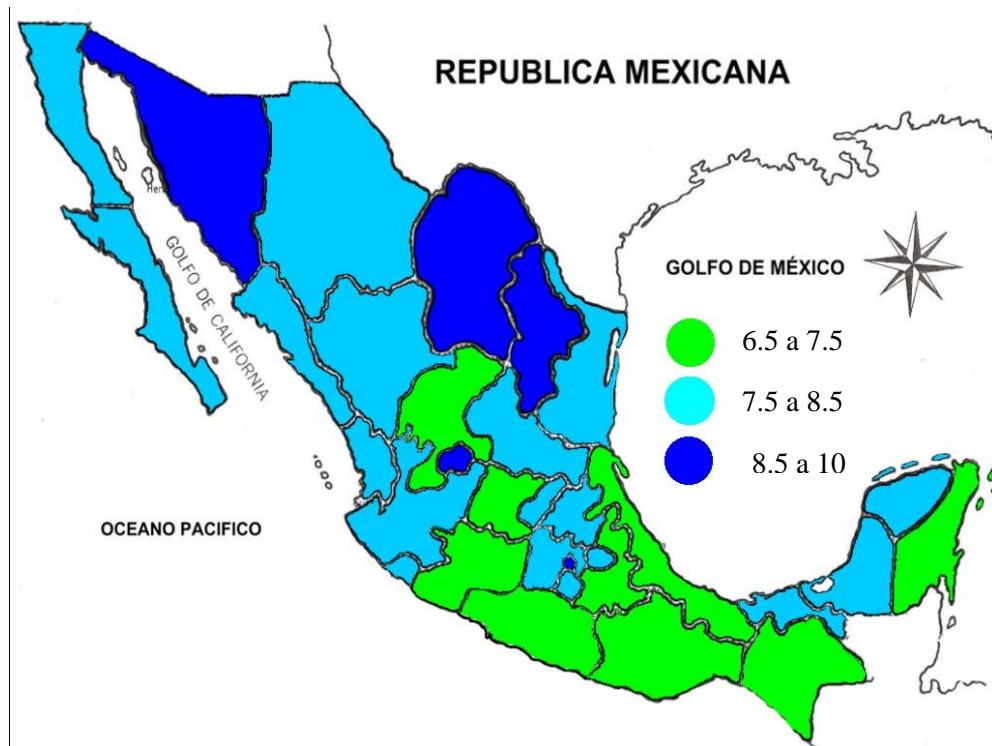 REPUBLICA MEXICANA
Her
GOLFO DE CALIFORNIA
GOLFO DE MÉXICO
6.5 a 7.5
7.5 a 8.5
8.5 a 10
OCEANO PACIFICO